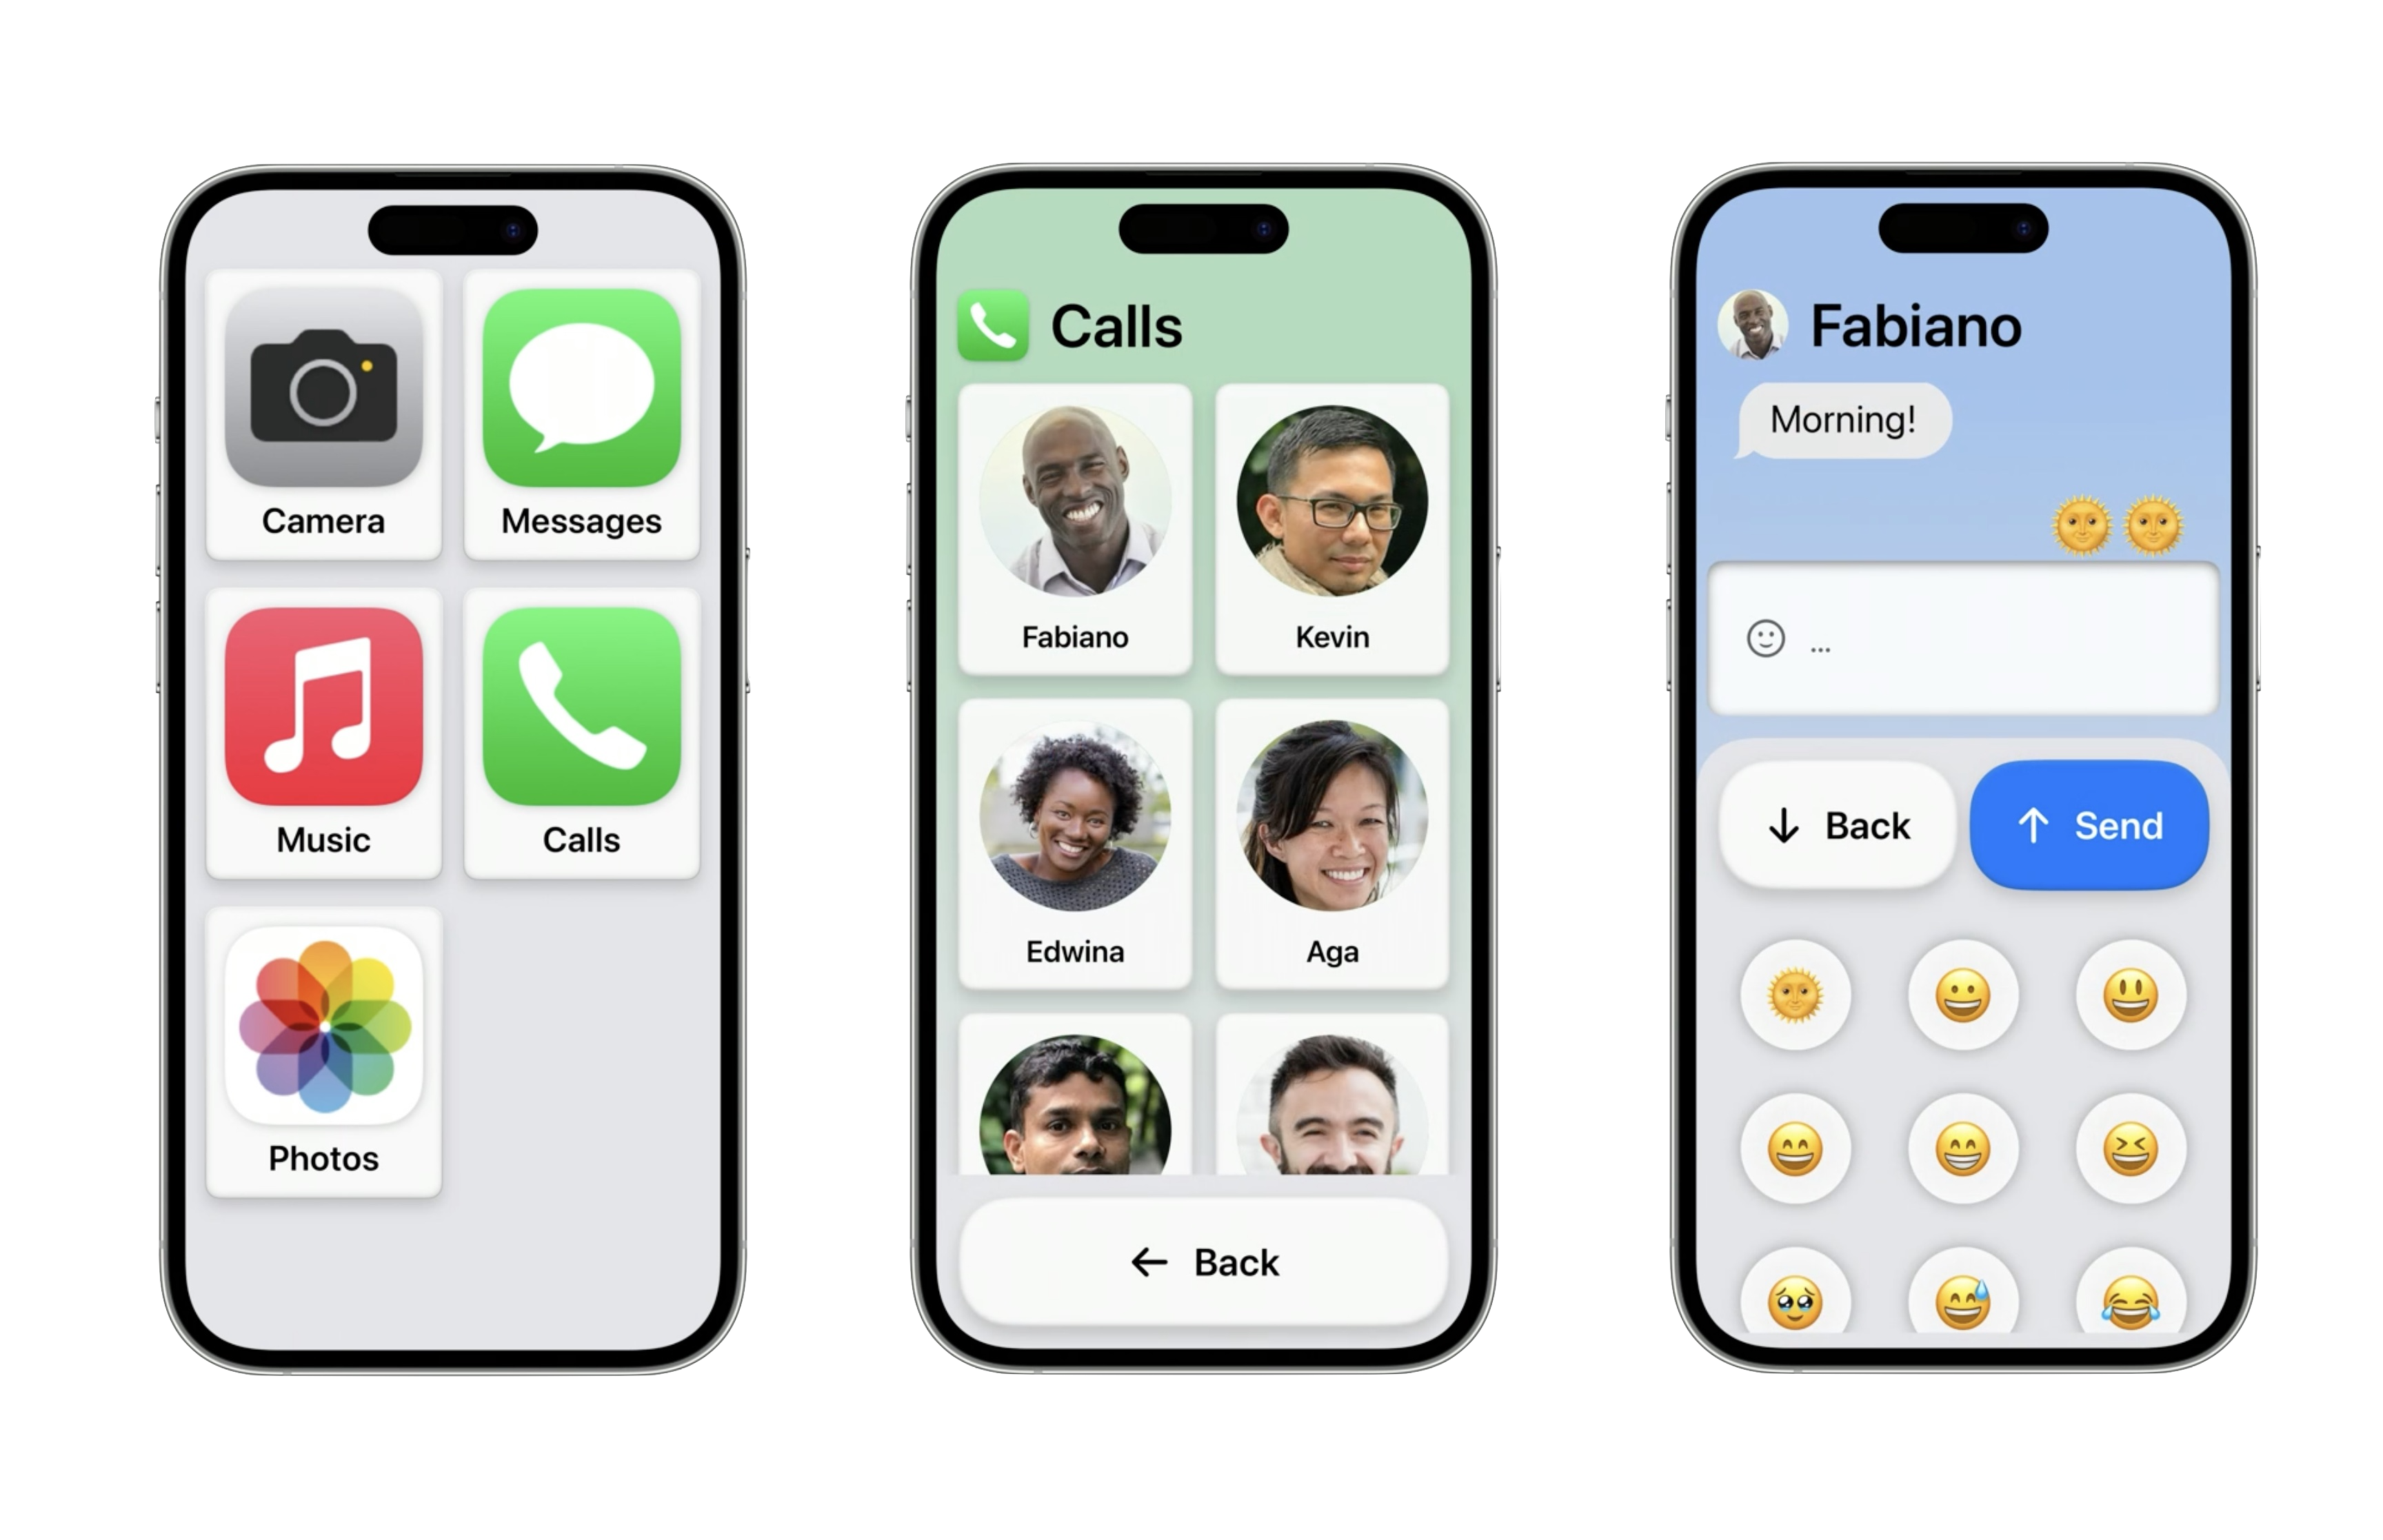 Camera
Messages
Music
Calls
Photos
Calls
Fabiano
Kevin
Edwina
Aga
← Back
Fabiano
Morning!
🌞🌞
...
↓ Back
↑ Send